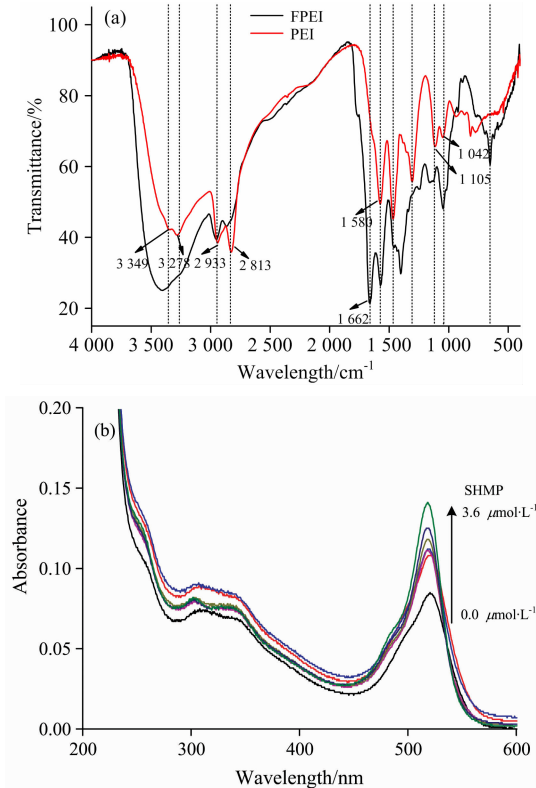 (a)
FPEI
PEI
Transmittance/%
100
80
60
40
20
3 349
3 278
2 933
2 813
1 662
1 580
1 105
1 042
4 000 3 500 3 000 2 500 2 000 1 500 1 000 500
Wavelength/cm-1
(b)
Absorbance
0.20
0.15
0.10
0.05
0.00
SHMP
3.6 μmol·L-1
0.0 μmol·L-1
200 300 400 500 600
Wavelength/nm